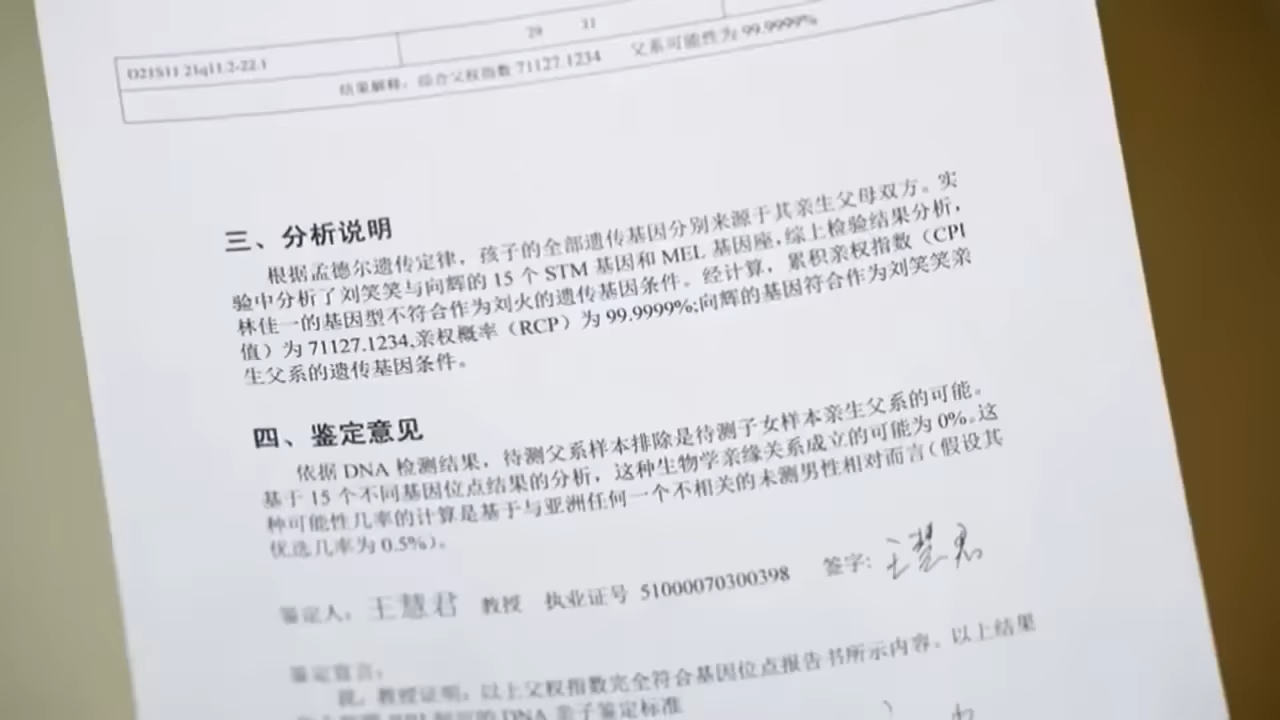 20 21
D21S11 21q11.2-22.1
结果解释：综合父权指数 71127.1234 父系可能性为 99.9999%
三、分析说明
根据孟德尔遗传定律，孩子的全部遗传基因分别来源于其亲生父母双方。实
验中分析了刘笑笑与向辉的 15 个 STM 基因和 MEL 基因座，综上检验结果分析，
林佳一的基因型不符合作为刘火的遗传基因条件。经计算，累积亲权指数（CPI
值）为 71127.1234,亲权概率（RCP）为 99.9999%;向辉的基因符合作为刘笑笑亲
生父系的遗传基因条件。
四、鉴定意见
依据 DNA 检测结果，待测父系样本排除是待测子女样本亲生父系的可能。
基于 15 个不同基因位点结果的分析，这种生物学亲缘关系成立的可能为 0%。这
种可能性几率的计算是基于与亚洲任何一个不相关的未测男性相对而言（假设其
优选几率为 0.5%）。
鉴定人：王慧君 教授 执业证号 51000070300398 签字：王慧君
鉴定宣言：
教授证明，以上父权指数完全符合基因位点报告书所示内容。以上结果
DNA 亲子鉴定标准